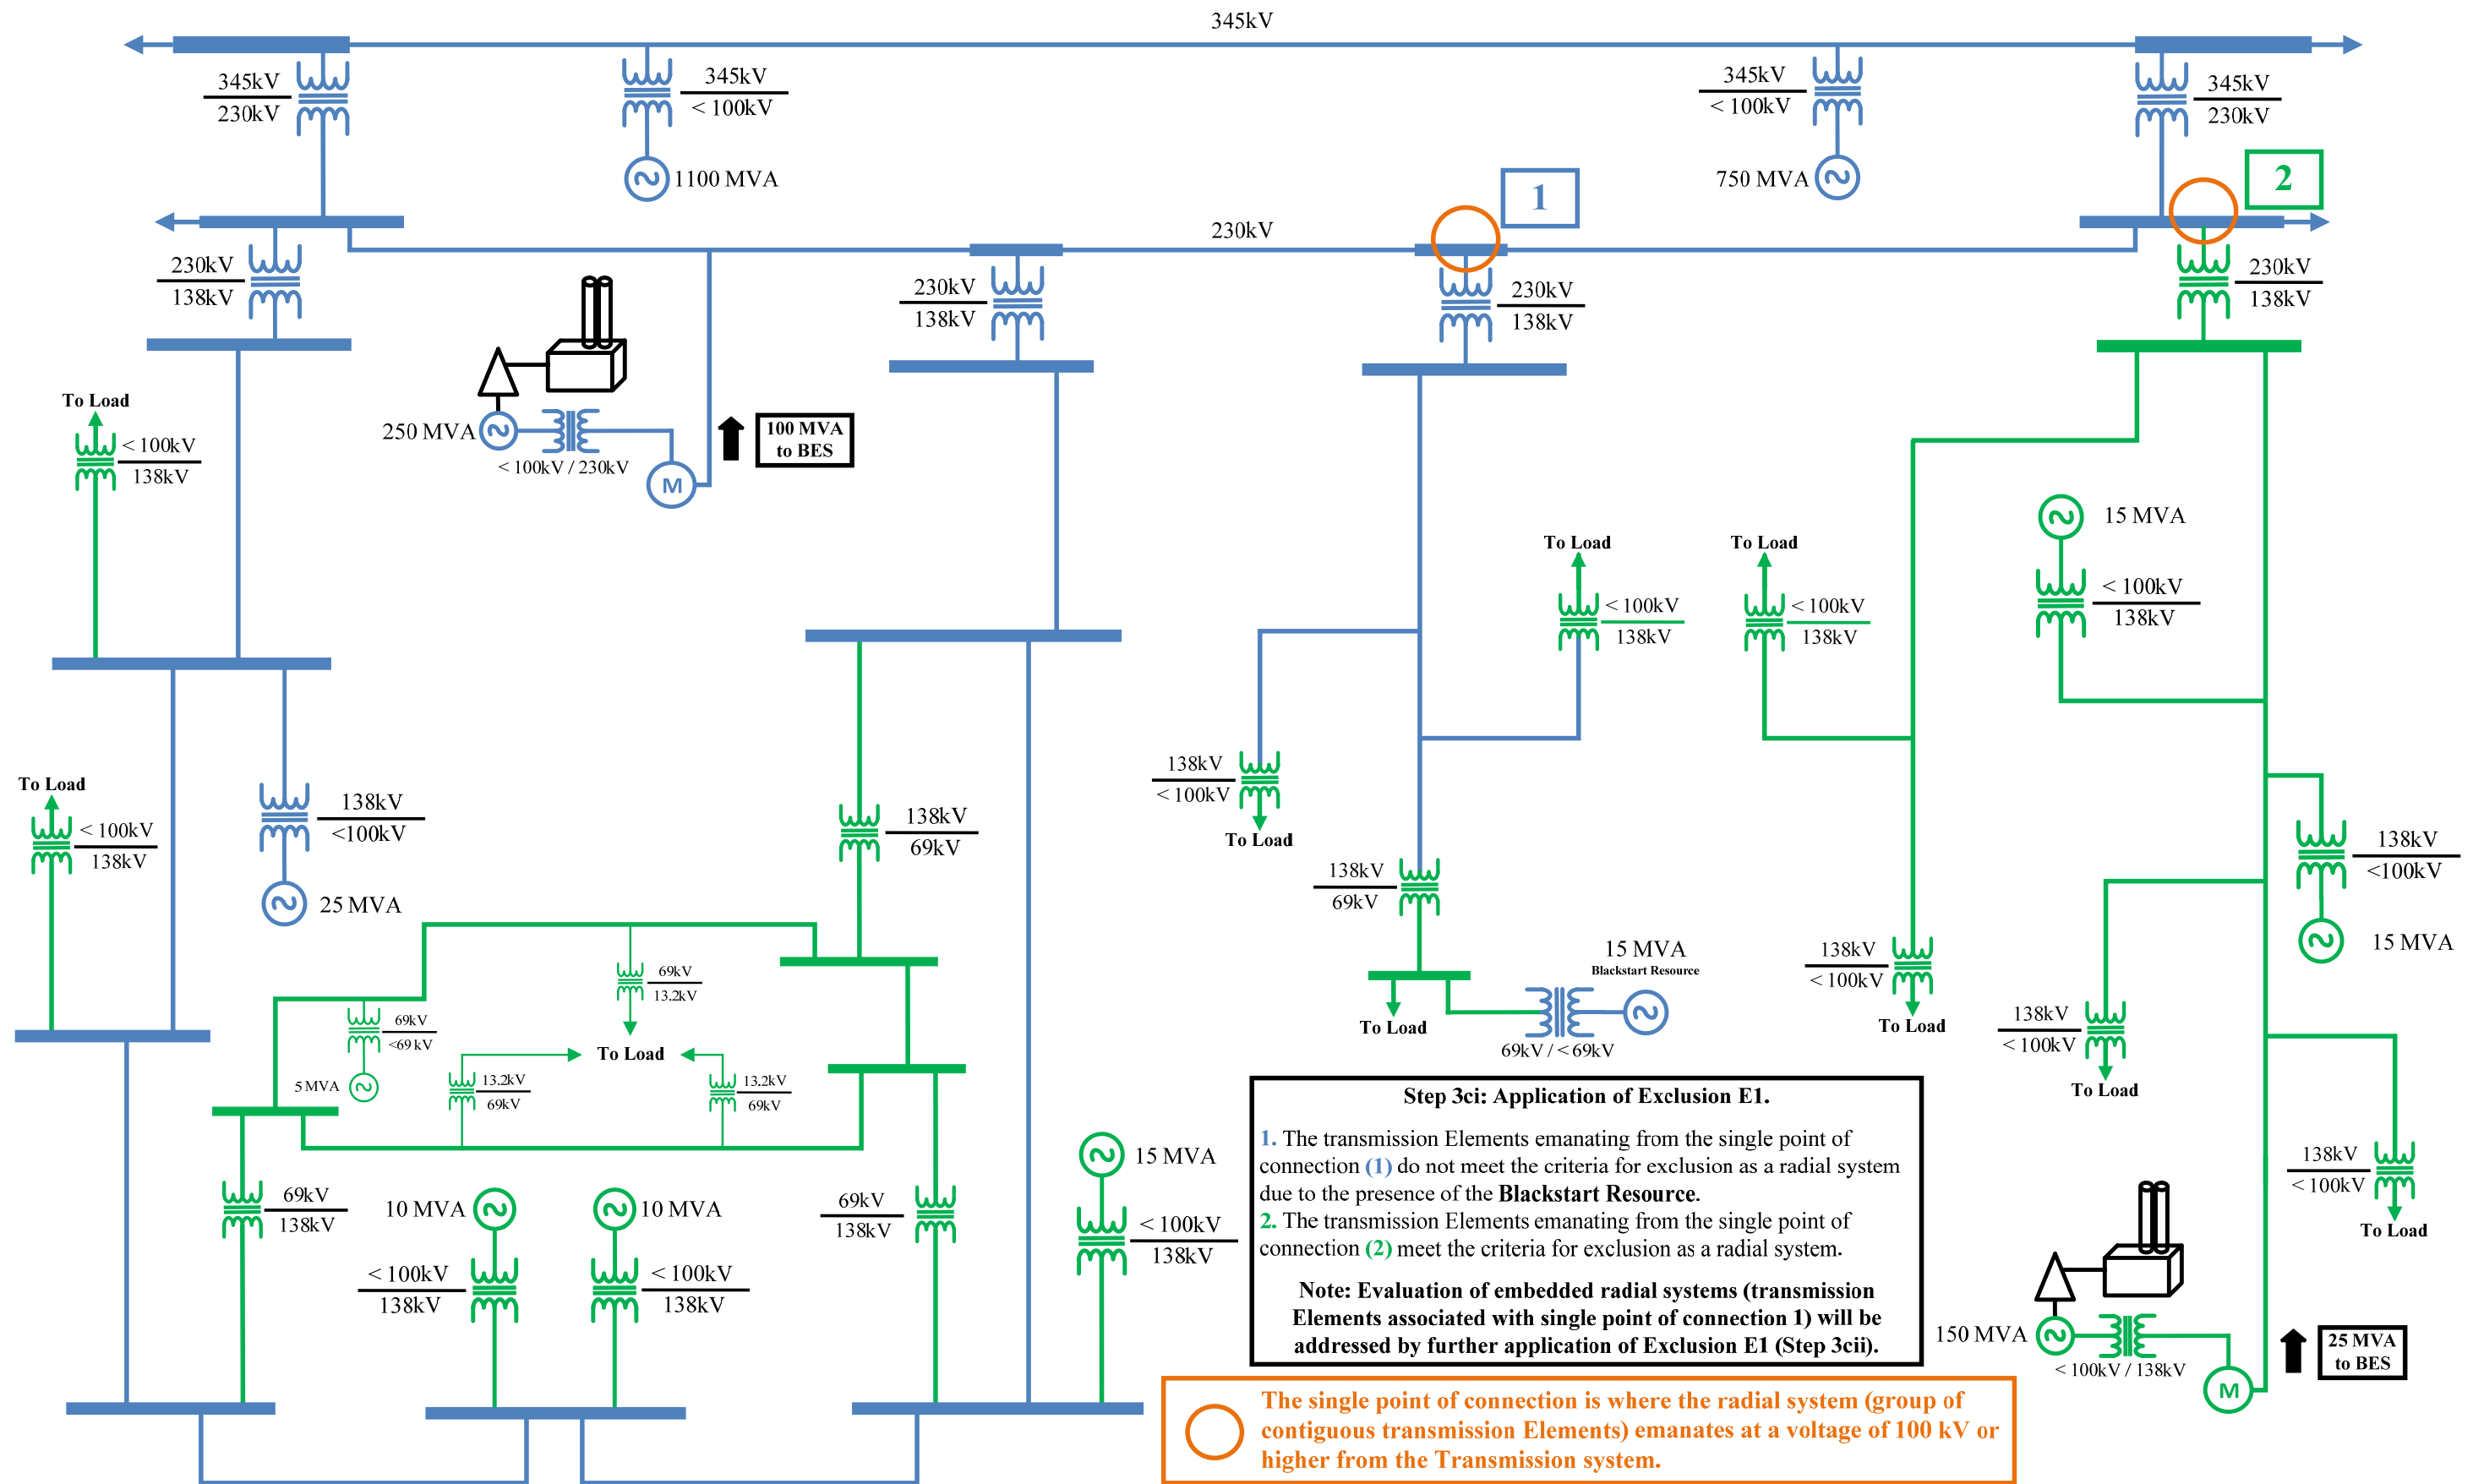 345kV
345kV
230kV
345kV
< 100kV
1100 MVA
345kV
< 100kV
750 MVA
345kV
230kV
1
2
230kV
230kV
138kV
230kV
138kV
230kV
138kV
230kV
138kV
250 MVA
< 100kV / 230kV
M
100 MVA
to BES
To Load
< 100kV
138kV
To Load
< 100kV
138kV
138kV
<100kV
25 MVA
138kV
69kV
69kV
13.2kV
69kV
<69 kV
5 MVA
To Load
13.2kV
69kV
13.2kV
69kV
69kV
138kV
10 MVA
< 100kV
138kV
10 MVA
< 100kV
138kV
69kV
138kV
15 MVA
< 100kV
138kV
To Load
< 100kV
138kV
138kV
< 100kV
To Load
138kV
69kV
To Load
15 MVA
Blackstart Resource
69kV / < 69kV
To Load
< 100kV
138kV
138kV
< 100kV
To Load
15 MVA
< 100kV
138kV
138kV
<100kV
15 MVA
138kV
< 100kV
To Load
138kV
< 100kV
To Load
150 MVA
< 100kV / 138kV
M
25 MVA
to BES
Step 3ci: Application of Exclusion E1.
1. The transmission Elements emanating from the single point of
connection (1) do not meet the criteria for exclusion as a radial system
due to the presence of the Blackstart Resource.
2. The transmission Elements emanating from the single point of
connection (2) meet the criteria for exclusion as a radial system.
Note: Evaluation of embedded radial systems (transmission
Elements associated with single point of connection 1) will be
addressed by further application of Exclusion E1 (Step 3cii).
The single point of connection is where the radial system (group of
contiguous transmission Elements) emanates at a voltage of 100 kV or
higher from the Transmission system.